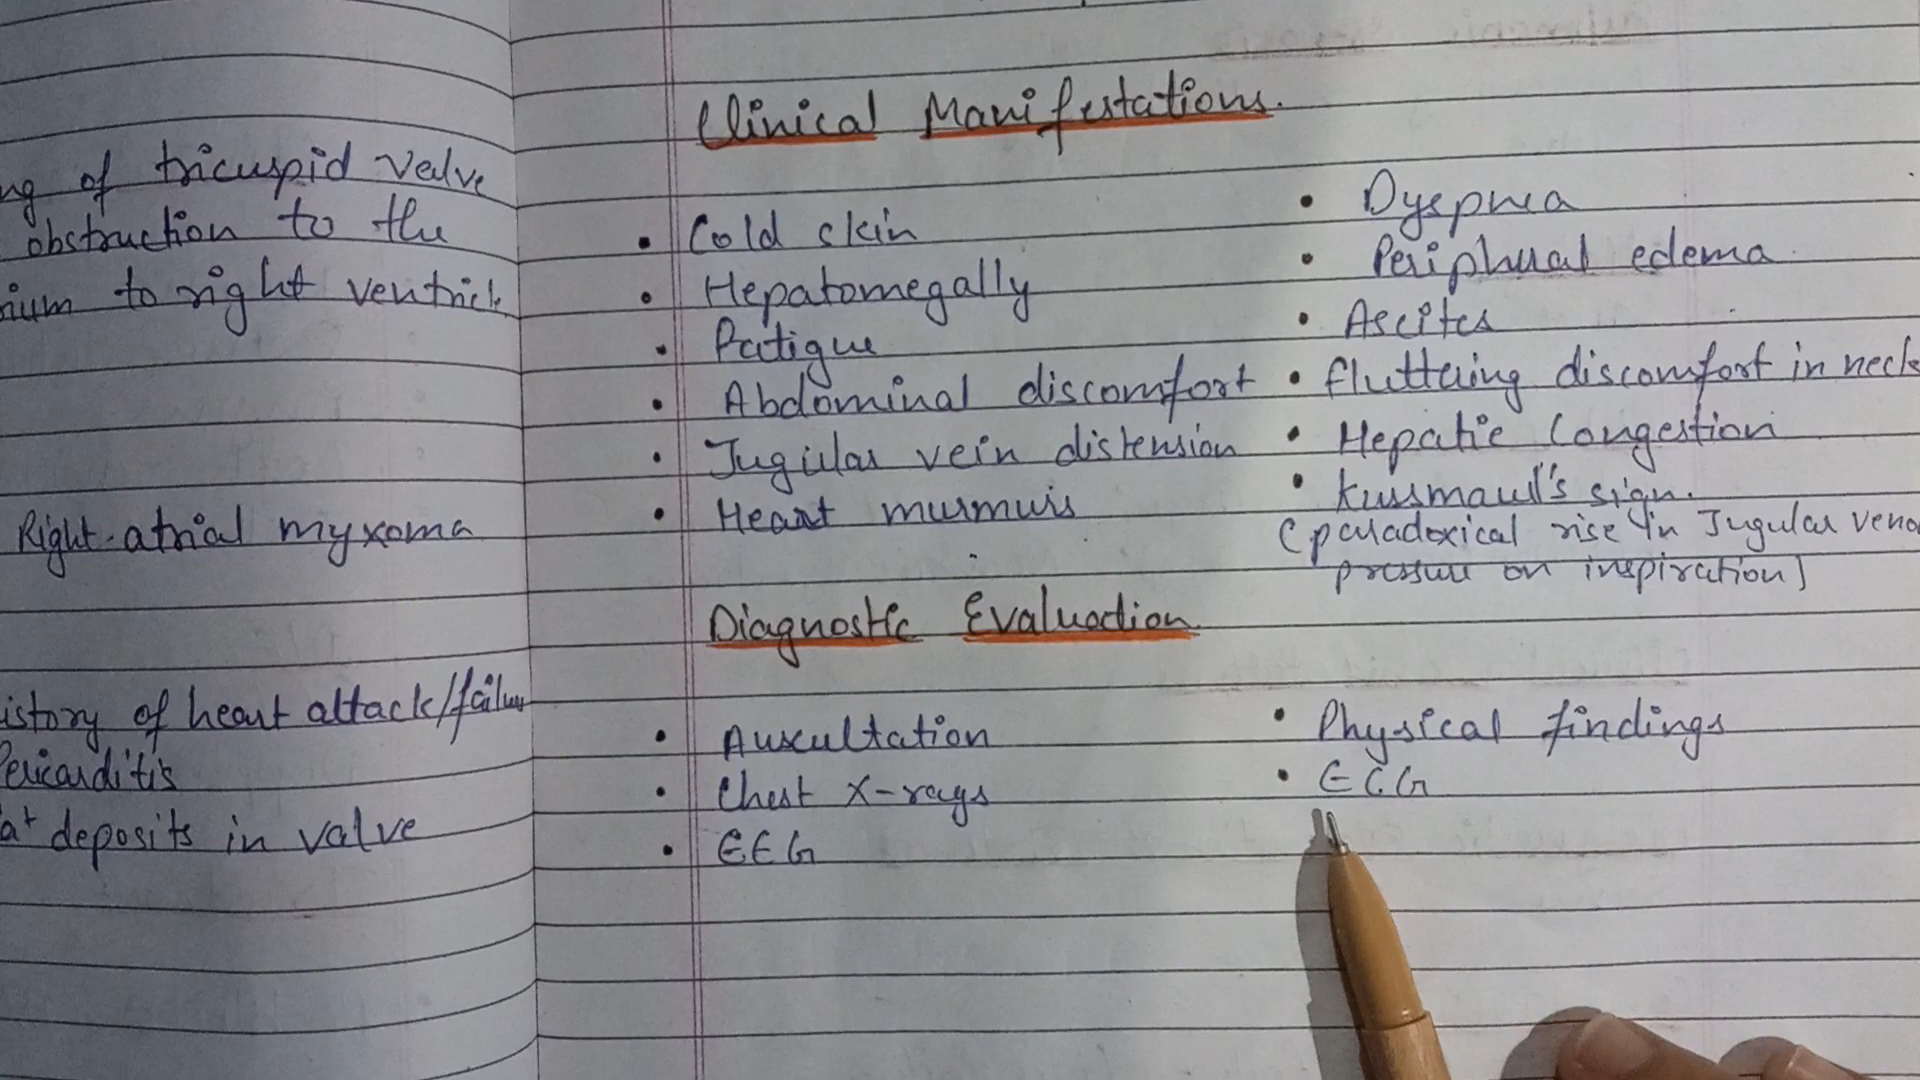 ng of tricuspid valve
obstruction to the
ium to right ventricl
Right atrial myxoma
istory of heart attack/failure
Pericarditis
at deposits in valve
Clinical Manifestations.
• Cold skin
• Hepatomegally
• Fatigue
• Abdominal discomfort
• Jugular vein distension
• Heart murmurs
• Dyspnea
• Peripheral edema
• Ascites
• fluttering discomfort in neck
• Hepatic Congestion
• Kussmaul's sign.
(paradoxical rise in Jugular veno
pressure on inspiration)
Diagnostic Evaluation
• Auscultation
• Chest X-rays
• EEG
• Physical findings
• ECG